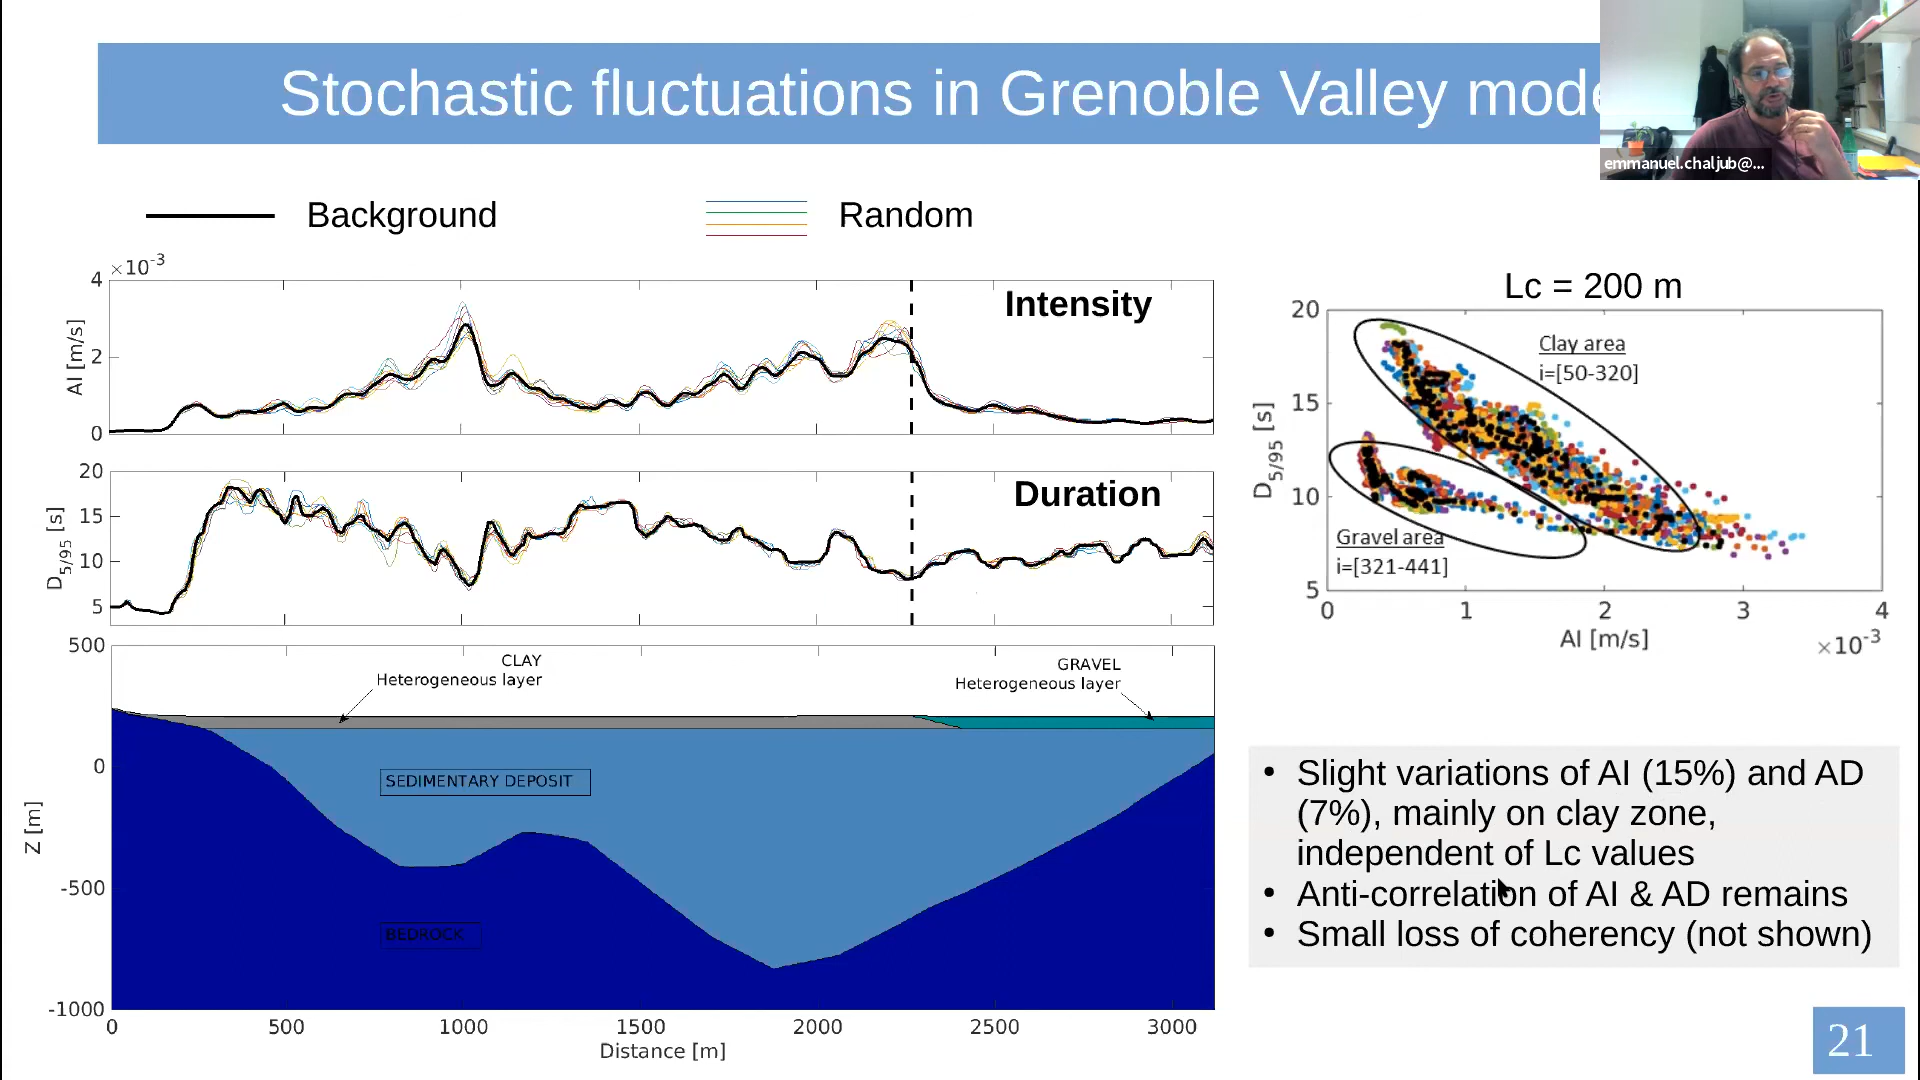 Stochastic fluctuations in Grenoble Valley mode
emmanuel.chaljub@...
Background
Random
×10-3
4
2
0
AI [m/s]
Intensity
20
15
10
5
D5/95 [s]
Duration
500
0
-500
-1000
Z [m]
CLAY
Heterogeneous layer
GRAVEL
Heterogeneous layer
SEDIMENTARY DEPOSIT
BEDROCK
0 500 1000 1500 2000 2500 3000
Distance [m]
Lc = 200 m
20
15
10
5
D5/95 [s]
Clay area
i=[50-320]
Gravel area
i=[321-441]
0 1 2 3 4
AI [m/s]
×10-3
• Slight variations of AI (15%) and AD
(7%), mainly on clay zone,
independent of Lc values
• Anti-correlation of AI & AD remains
• Small loss of coherency (not shown)
21